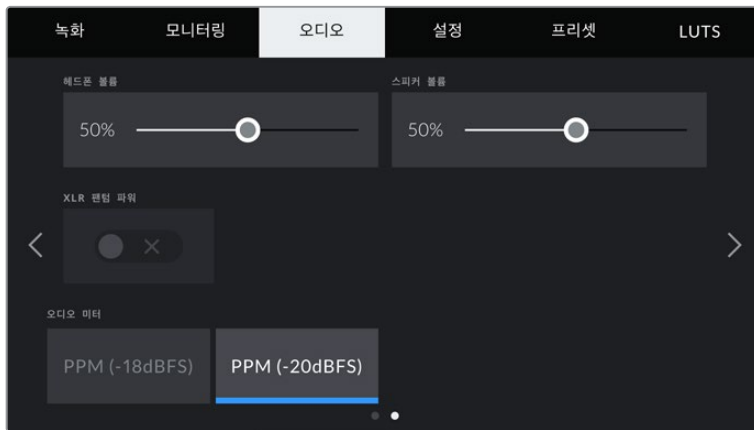 녹화 모니터링 오디오 설정 프리셋 LUTS
헤드폰 볼륨 스피커 볼륨
50% 50%
XLR 팬텀 파워
오디오 미터
PPM (-18dBFS) PPM (-20dBFS)